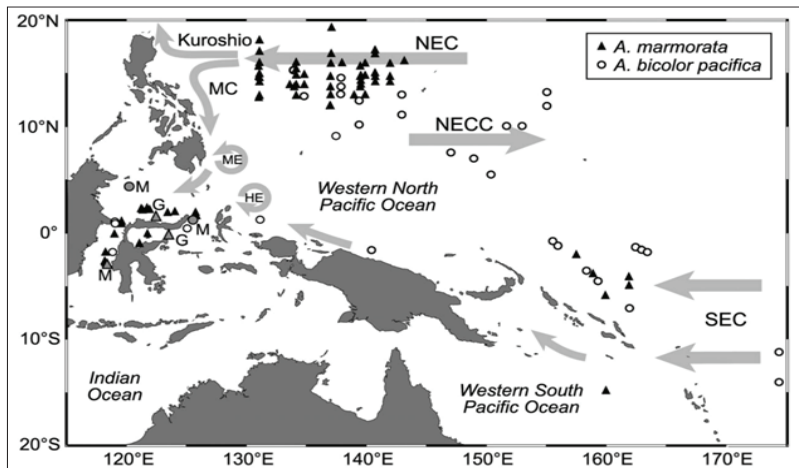 20°N
Kuroshio
NEC
▲ A. marmorata
○ A. bicolor pacifica
MC
10°N
NECC
ME
M
HE
Western North
Pacific Ocean
G
M
0°
G
M
SEC
10°S
Indian
Ocean
Western South
Pacific Ocean
20°S
120°E
130°E
140°E
150°E
160°E
170°E